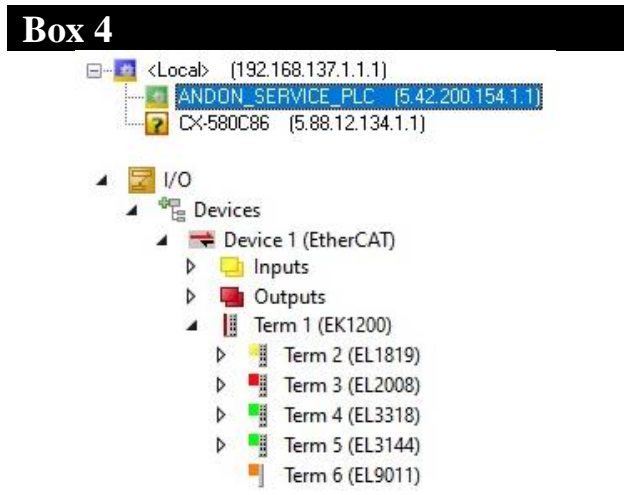 Box 4
<Local> (192.168.137.1.1.1)
ANDON_SERVICE_PLC (5.42.200.154.1.1)
? CX-580C86 (5.88.12.134.1.1)
I/O
Devices
Device 1 (EtherCAT)
Inputs
Outputs
Term 1 (EK1200)
Term 2 (EL1819)
Term 3 (EL2008)
Term 4 (EL3318)
Term 5 (EL3144)
Term 6 (EL9011)